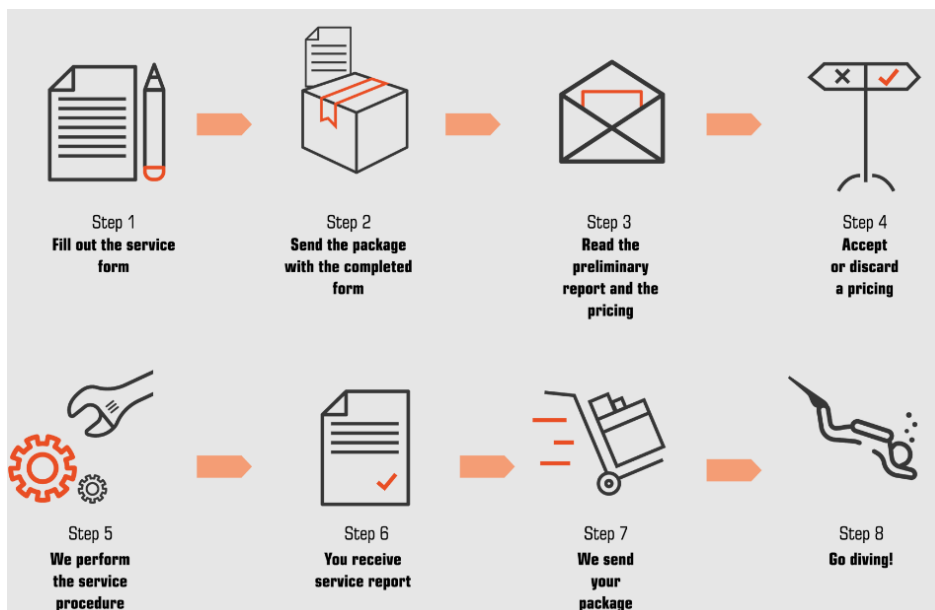 Step 1
Fill out the service
form
Step 2
Send the package
with the completed
form
Step 3
Read the
preliminary
report and the
pricing
Step 4
Accept
or discard
a pricing
Step 5
We perform
the service
procedure
Step 6
You receive
service report
Step 7
We send
your
package
Step 8
Go diving!